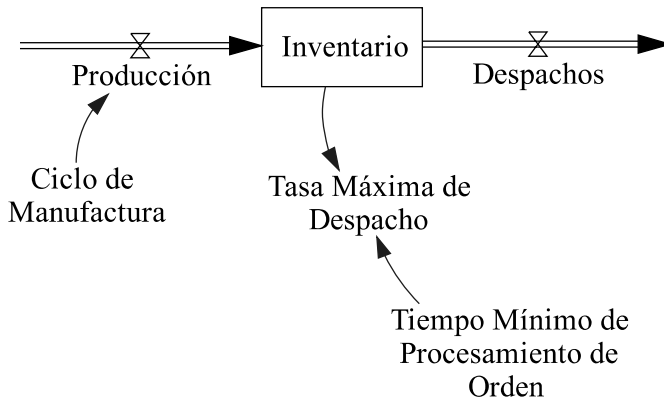 Inventario
Producción
Despachos
Ciclo de
Manufactura
Tasa Máxima de
Despacho
Tiempo Mínimo de
Procesamiento de
Orden